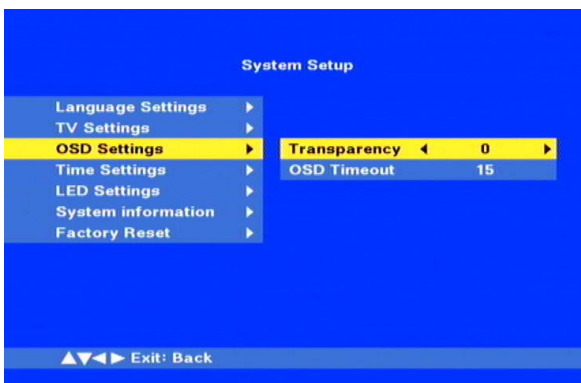 System Setup
Language Settings
TV Settings
OSD Settings
Transparency 0
Time Settings
OSD Timeout 15
LED Settings
System information
Factory Reset
Exit: Back